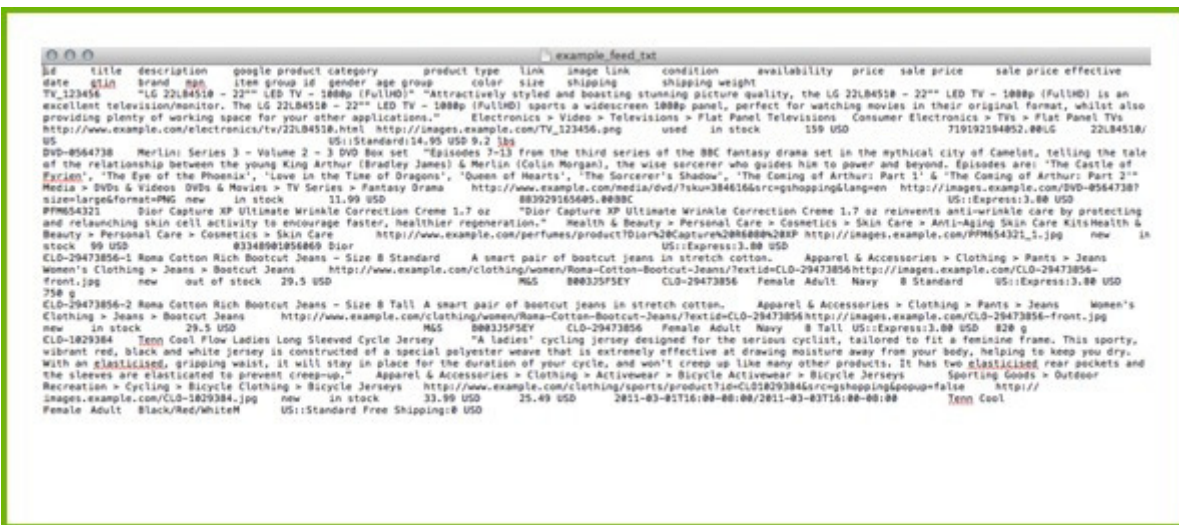 example_feed_txt
id title description google product category product type link image link condition availability price sale price sale price effective
date gtin brand mpn item group id gender age group color size shipping shipping weight
TV_123456 "LG 22LB4510 - 22"" LED TV - 1080p (FullHD)" "Attractively styled and boasting stunning picture quality, the LG 22LB4510 - 22"" LED TV - 1080p (FullHD) is an
excellent television/monitor. The LG 22LB4510 - 22"" LED TV - 1080p (FullHD) sports a widescreen 1080p panel, perfect for watching movies in their original format, whilst also
providing plenty of working space for your other applications." Electronics > Video > Televisions > Flat Panel Televisions Consumer Electronics > TVs > Flat Panel TVs
http://www.example.com/electronics/tv/22LB4510.html http://images.example.com/TV_123456.png used in stock 159 USD 719192194052.00LG 22LB4510/
US US::Standard:14.95 USD 9.2 lbs
DVD-0564738 Merlin: Series 3 - Volume 2 - 3 DVD Box set "Episodes 7-13 from the third series of the BBC fantasy drama set in the mythical city of Camelot, telling the tale
of the relationship between the young King Arthur (Bradley James) & Merlin (Colin Morgan), the wise sorcerer who guides him to power and beyond. Episodes are: 'The Castle of
Fyrien', 'The Eye of the Phoenix', 'Love in the Time of Dragons', 'Queen of Hearts', 'The Sorcerer's Shadow', 'The Coming of Arthur: Part 1' & 'The Coming of Arthur: Part 2'"
Media > DVDs & Videos DVDs & Movies > TV Series > Fantasy Drama http://www.example.com/media/dvd/?sku=384616&src=gshopping&lang=en http://images.example.com/DVD-0564738?
size=large&format=PNG new in stock 11.99 USD 883929165605.00BBC US::Express:3.80 USD
PFM654321 Dior Capture XP Ultimate Wrinkle Correction Creme 1.7 oz "Dior Capture XP Ultimate Wrinkle Correction Creme 1.7 oz reinvents anti-wrinkle care by protecting
and relaunching skin cell activity to encourage faster, healthier regeneration." Health & Beauty > Personal Care > Cosmetics > Skin Care > Anti-Aging Skin Care KitsHealth &
Beauty > Personal Care > Cosmetics > Skin Care http://www.example.com/perfumes/product?Dior%20Capture%20R6080%20XP http://images.example.com/PFM654321_1.jpg new in
stock 99 USD 03348901056069 Dior US::Express:3.80 USD
CLO-29473856-1 Roma Cotton Rich Bootcut Jeans - Size 8 Standard A smart pair of bootcut jeans in stretch cotton. Apparel & Accessories > Clothing > Pants > Jeans
Women's Clothing > Jeans > Bootcut Jeans http://www.example.com/clothing/women/Roma-Cotton-Bootcut-Jeans/?extid=CLO-29473856http://images.example.com/CLO-29473856-
front.jpg new out of stock 29.5 USD M&S B003J5F5EY CLO-29473856 Female Adult Navy 8 Standard US::Express:3.80 USD
750 g
CLO-29473856-2 Roma Cotton Rich Bootcut Jeans - Size 8 Tall A smart pair of bootcut jeans in stretch cotton. Apparel & Accessories > Clothing > Pants > Jeans Women's
Clothing > Jeans > Bootcut Jeans http://www.example.com/clothing/women/Roma-Cotton-Bootcut-Jeans/?extid=CLO-29473856http://images.example.com/CLO-29473856-front.jpg
new in stock 29.5 USD M&S B003J5F5EY CLO-29473856 Female Adult Navy 8 Tall US::Express:3.80 USD 820 g
CLO-1029384 Tenn Cool Flow Ladies Long Sleeved Cycle Jersey "A ladies' cycling jersey designed for the serious cyclist, tailored to fit a feminine frame. This sporty,
vibrant red, black and white jersey is constructed of a special polyester weave that is extremely effective at drawing moisture away from your body, helping to keep you dry.
With an elasticised, gripping waist, it will stay in place for the duration of your cycle, and won't creep up like many other products. It has two elasticised rear pockets and
the sleeves are elasticated to prevent creep-up." Apparel & Accessories > Clothing > Activewear > Bicycle Activewear > Bicycle Jerseys Sporting Goods > Outdoor
Recreation > Cycling > Bicycle Clothing > Bicycle Jerseys http://www.example.com/clothing/sports/product?id=CLO1029384&src=gshopping&popup=false http://
images.example.com/CLO-1029384.jpg new in stock 33.99 USD 25.49 USD 2011-03-01T16:00-08:00/2011-03-03T16:00-08:00 Tenn Cool
Female Adult Black/Red/WhiteM US::Standard Free Shipping:0 USD